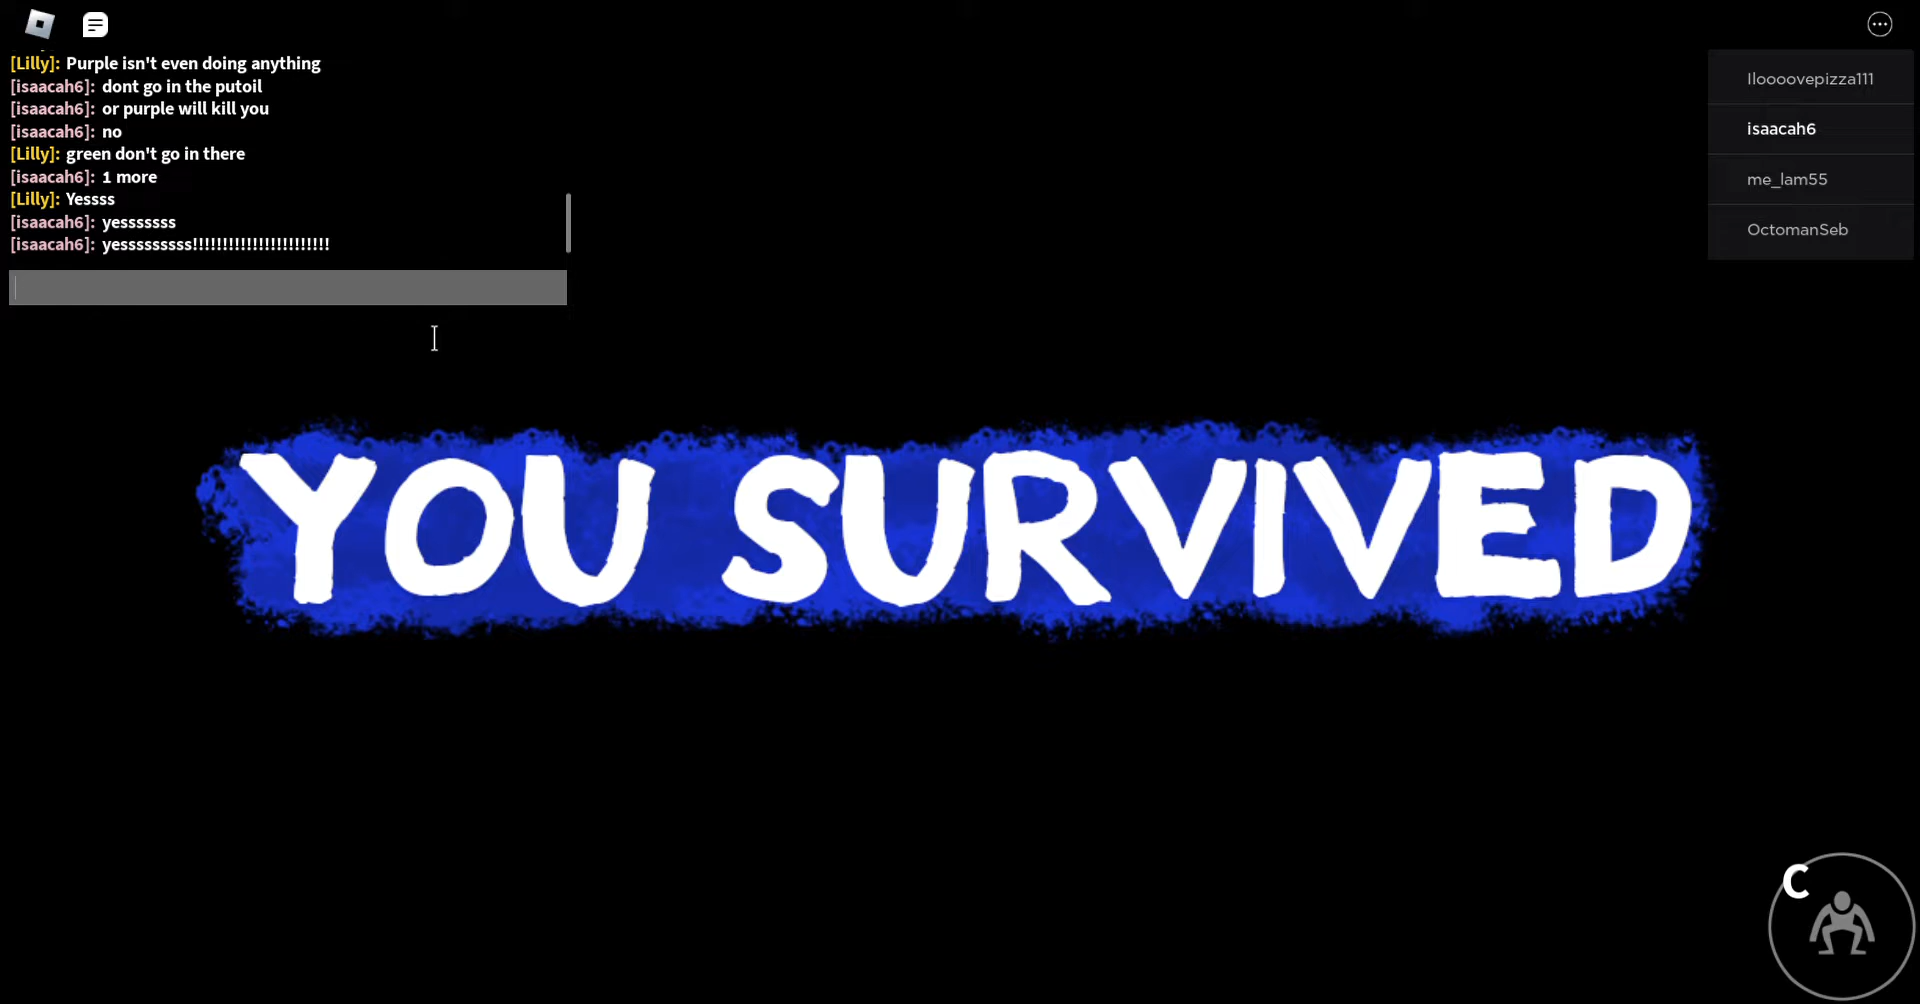 [Lilly]: Purple isn't even doing anything
[isaacah6]: dont go in the putoil
[isaacah6]: or purple will kill you
[isaacah6]: no
[Lilly]: green don't go in there
[isaacah6]: 1 more
[Lilly]: Yessss
[isaacah6]: yesssssss
[isaacah6]: yesssssssss!!!!!!!!!!!!!!!!!!!!!!!
Iloooovepizza111
isaacah6
me_lam55
OctomanSeb
YOU SURVIVED
C